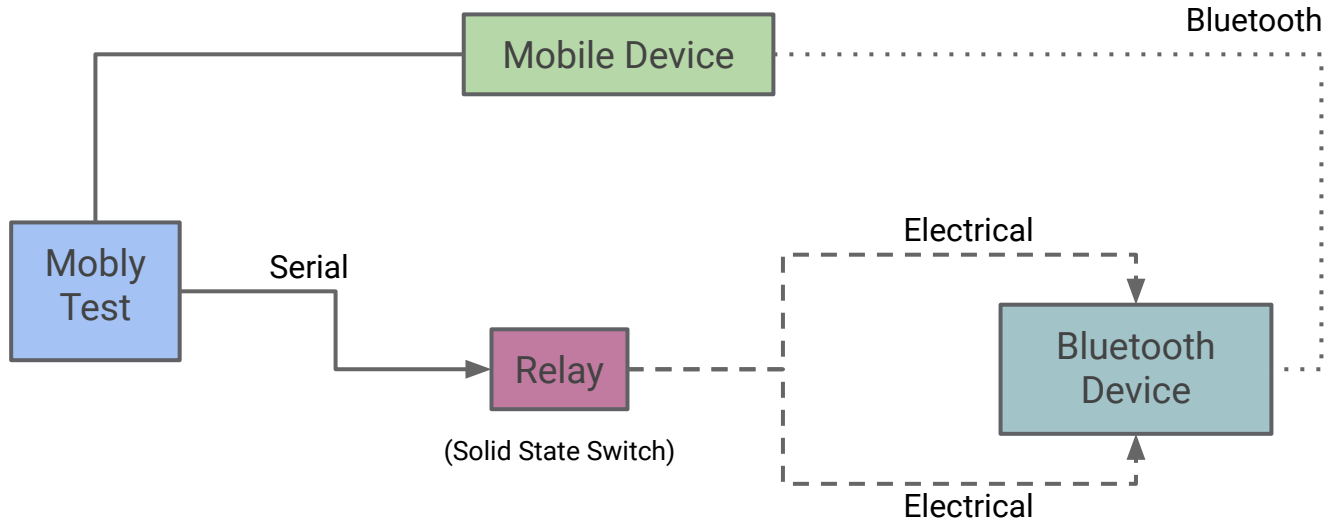 Bluetooth
Mobile Device
Mobly
Test
Serial
Electrical
Relay
Bluetooth
Device
(Solid State Switch)
Electrical